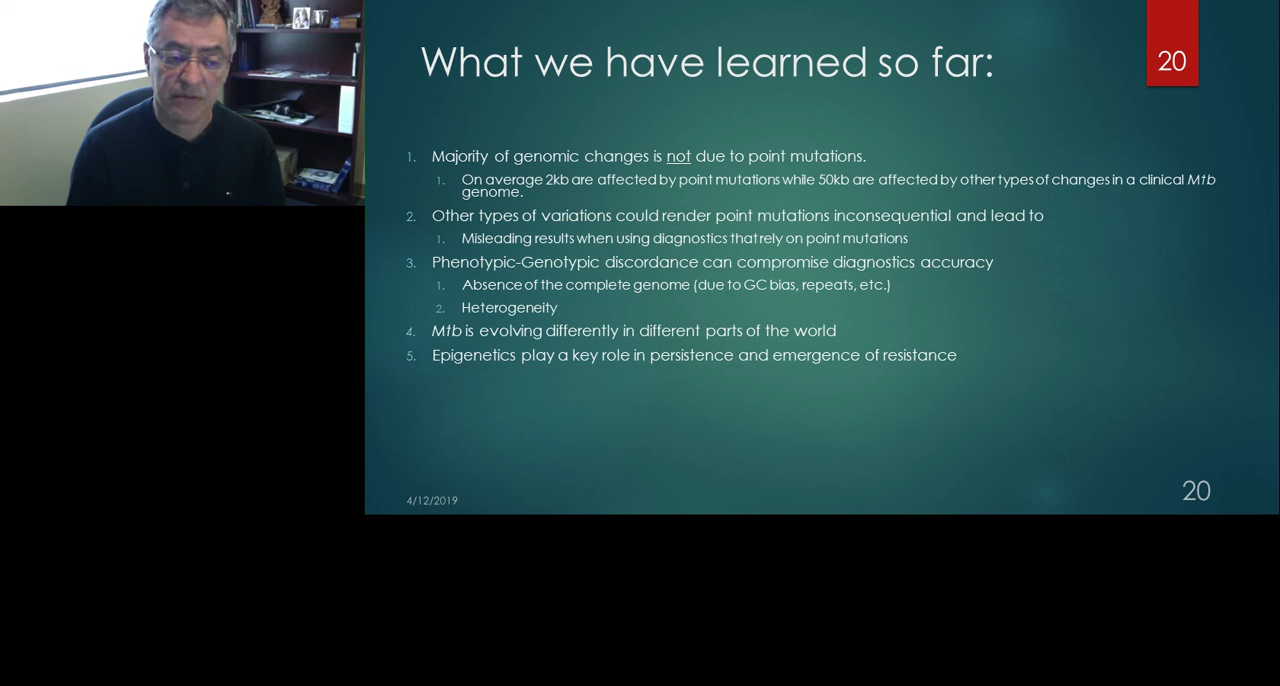 What we have learned so far:
20
1. Majority of genomic changes is not due to point mutations.
1. On average 2kb are affected by point mutations while 50kb are affected by other types of changes in a clinical Mtb
genome.
2. Other types of variations could render point mutations inconsequential and lead to
1. Misleading results when using diagnostics that rely on point mutations
3. Phenotypic-Genotypic discordance can compromise diagnostics accuracy
1. Absence of the complete genome (due to GC bias, repeats, etc.)
2. Heterogeneity
4. Mtb is evolving differently in different parts of the world
5. Epigenetics play a key role in persistence and emergence of resistance
4/12/2019
20